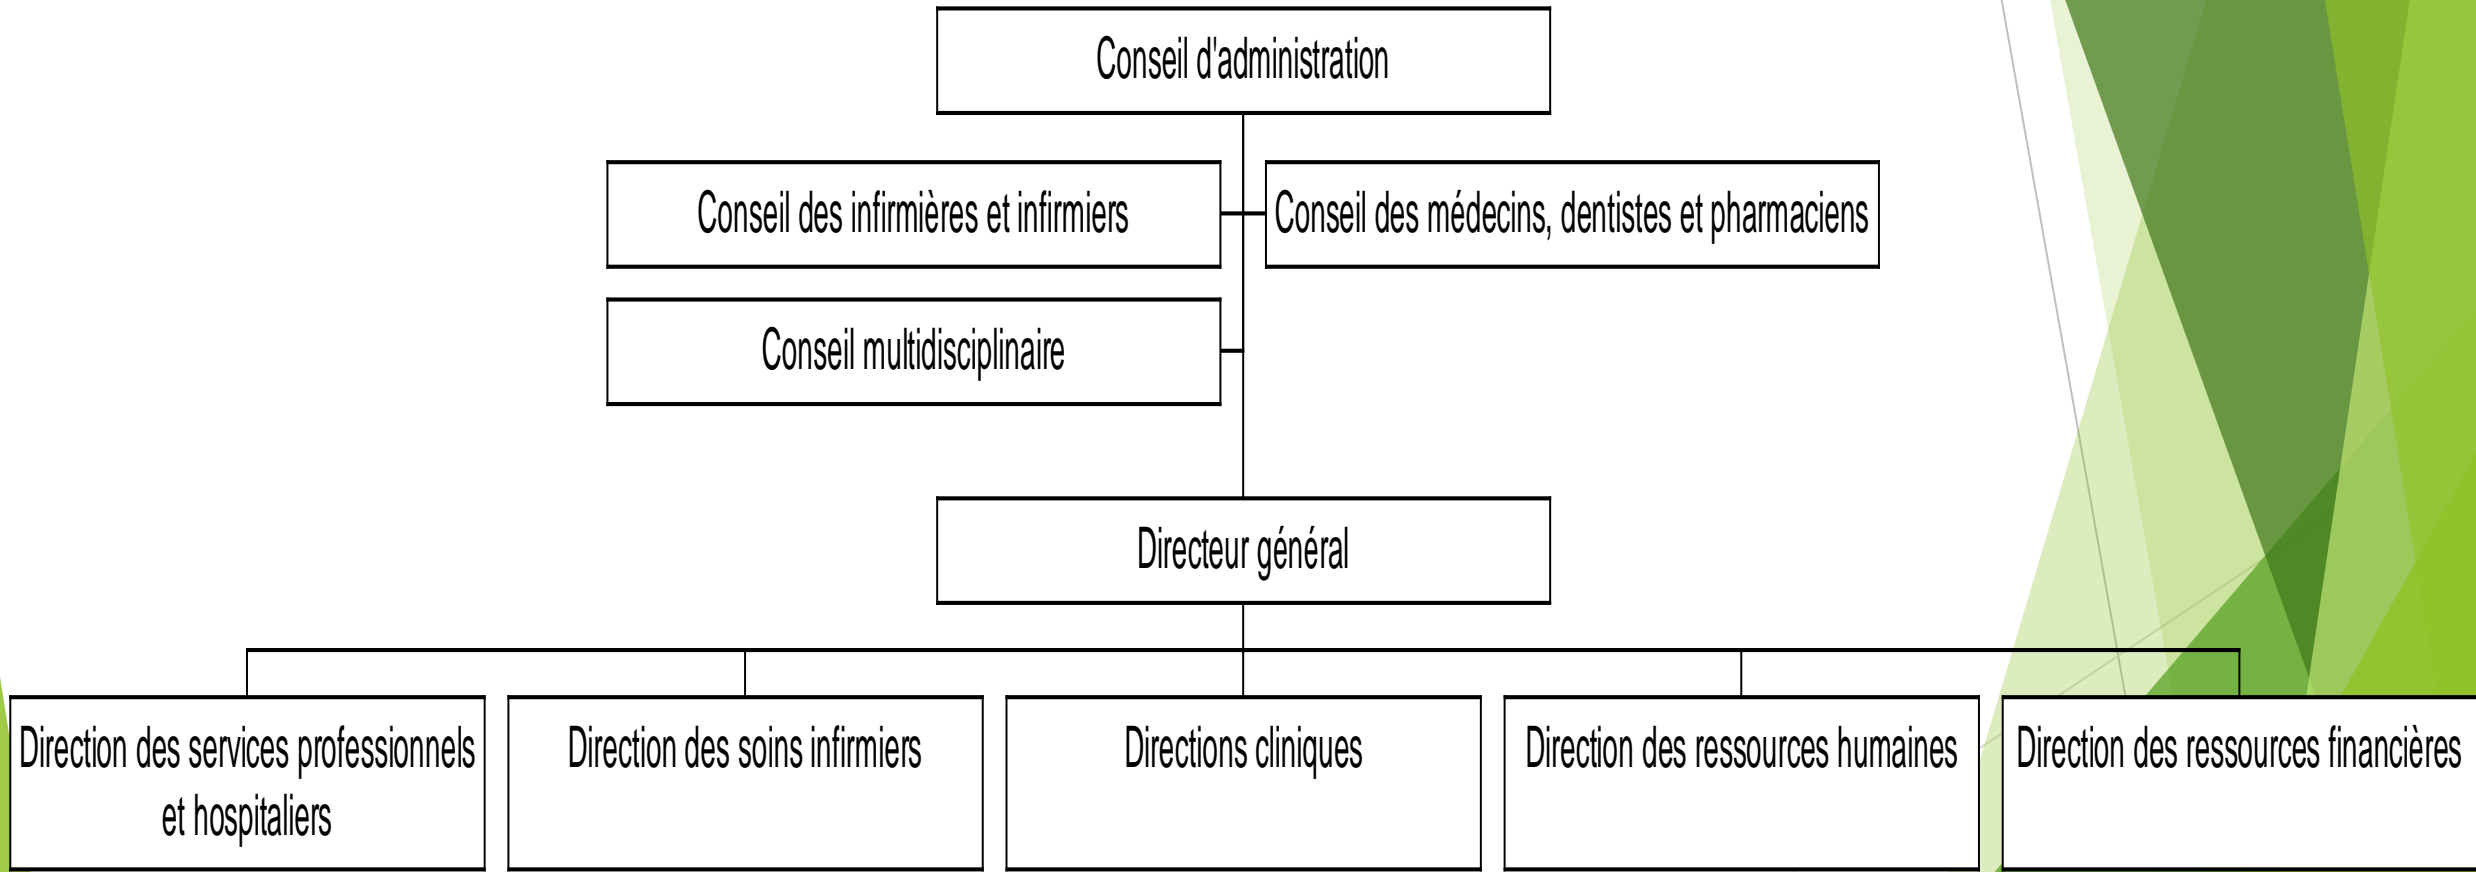 Conseil d'administration
Conseil des infirmières et infirmiers
Conseil des médecins, dentistes et pharmaciens
Conseil multidisciplinaire
Directeur général
Direction des services professionnels
et hospitaliers
Direction des soins infirmiers
Directions cliniques
Direction des ressources humaines
Direction des ressources financières